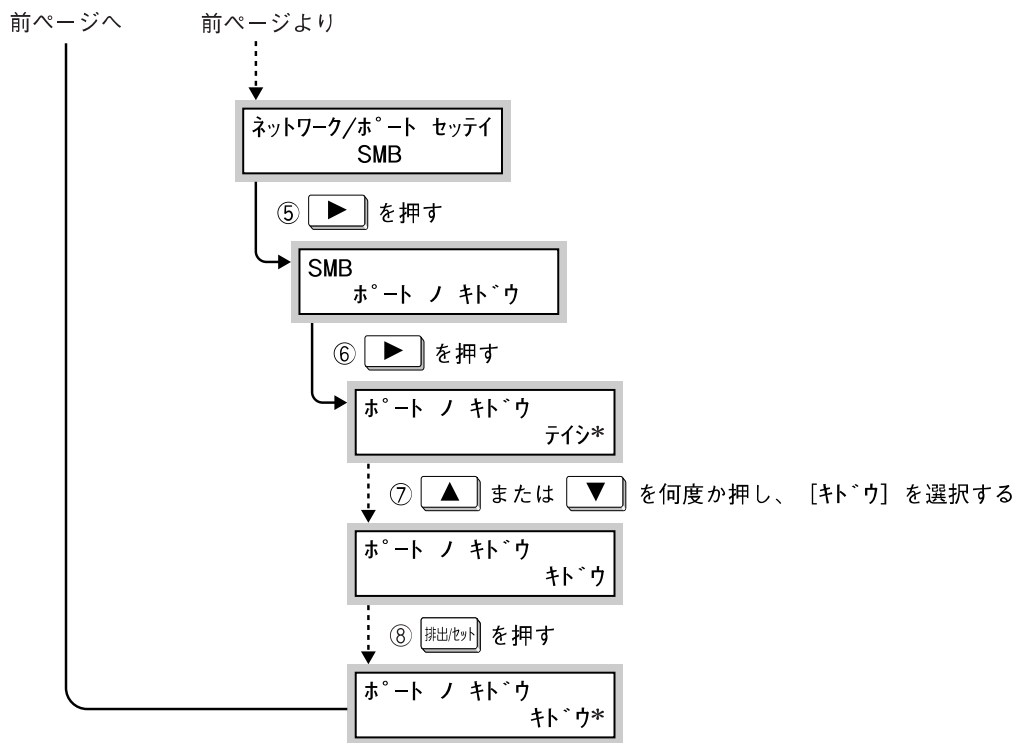 前ページへ
前ページより
ネットワーク/ポート セッテイ
SMB
⑤ ▶ を押す
SMB
ポート ノ キドウ
⑥ ▶ を押す
ポート ノ キドウ
テイシ*
⑦ ▲ または ▼ を何度か押し、[キドウ] を選択する
ポート ノ キドウ
キドウ
⑧ 排出/セット を押す
ポート ノ キドウ
キドウ*